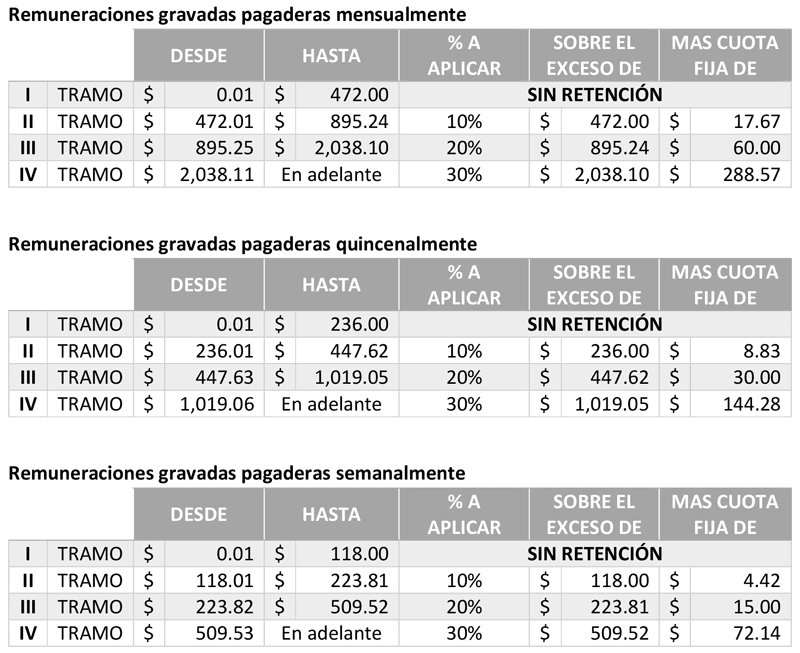 Remuneraciones gravadas pagaderas mensualmente
DESDE HASTA % A APLICAR SOBRE EL EXCESO DE MAS CUOTA FIJA DE
I TRAMO $ 0.01 $ 472.00 SIN RETENCIÓN
II TRAMO $ 472.01 $ 895.24 10% $ 472.00 $ 17.67
III TRAMO $ 895.25 $ 2,038.10 20% $ 895.24 $ 60.00
IV TRAMO $ 2,038.11 En adelante 30% $ 2,038.10 $ 288.57
Remuneraciones gravadas pagaderas quincenalmente
DESDE HASTA % A APLICAR SOBRE EL EXCESO DE MAS CUOTA FIJA DE
I TRAMO $ 0.01 $ 236.00 SIN RETENCIÓN
II TRAMO $ 236.01 $ 447.62 10% $ 236.00 $ 8.83
III TRAMO $ 447.63 $ 1,019.05 20% $ 447.62 $ 30.00
IV TRAMO $ 1,019.06 En adelante 30% $ 1,019.05 $ 144.28
Remuneraciones gravadas pagaderas semanalmente
DESDE HASTA % A APLICAR SOBRE EL EXCESO DE MAS CUOTA FIJA DE
I TRAMO $ 0.01 $ 118.00 SIN RETENCIÓN
II TRAMO $ 118.01 $ 223.81 10% $ 118.00 $ 4.42
III TRAMO $ 223.82 $ 509.52 20% $ 223.81 $ 15.00
IV TRAMO $ 509.53 En adelante 30% $ 509.52 $ 72.14